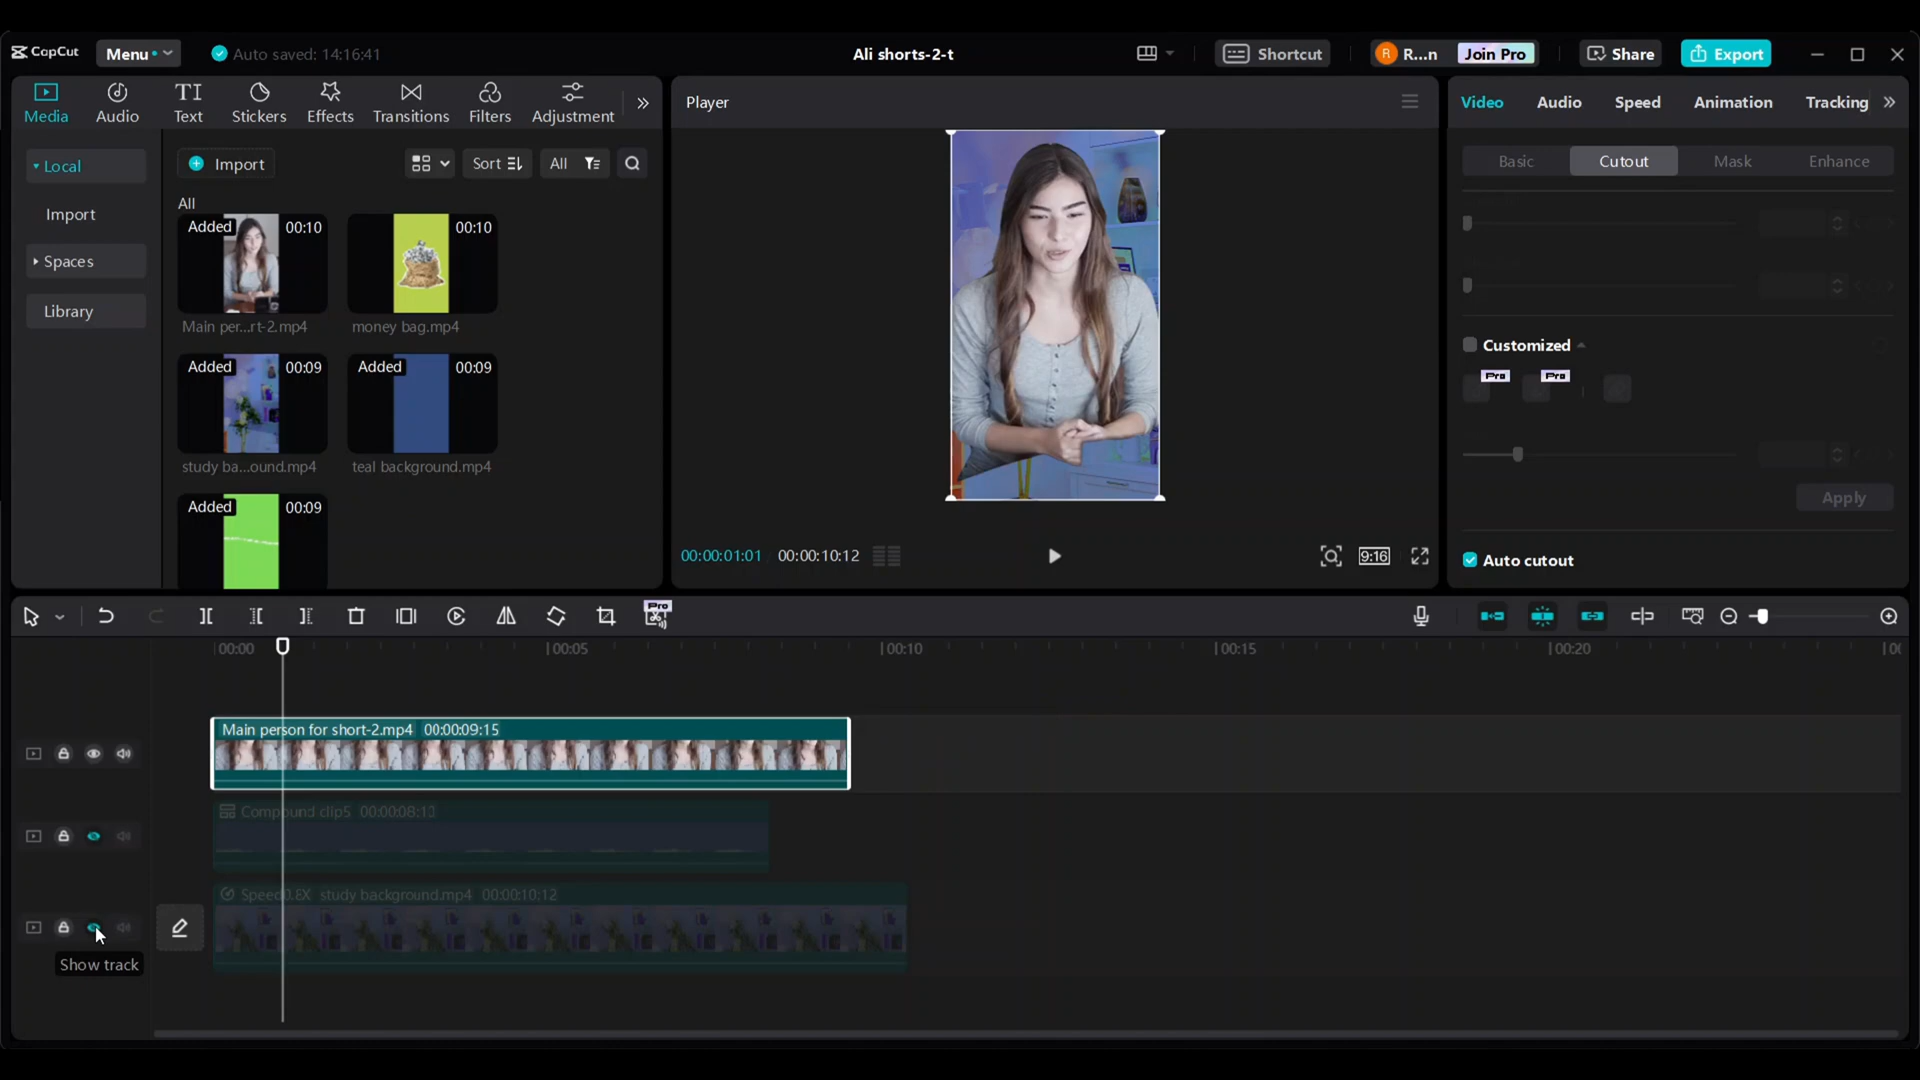 CapCut
Menu
Auto saved: 14:16:41
Ali shorts-2-t
Shortcut
R
R...n
Join Pro
Share
Export
Media
Audio
Text
Stickers
Effects
Transitions
Filters
Adjustment
Player
Video
Audio
Speed
Animation
Tracking
Local
Import
Spaces
Library
Import
Sort
All
All
Added 00:10
Main per...rt-2.mp4
00:10
money bag.mp4
Added 00:09
study ba...ound.mp4
Added 00:09
teal background.mp4
Added 00:09
00:00:01:01
00:00:10:12
9:16
Basic
Cutout
Mask
Enhance
Customized
Pro
Pro
Apply
Auto cutout
Pro
00:00
00:05
00:10
00:15
00:20
Main person for short-2.mp4 00:00:09:15
Compound clip5
study background.mp4 00:00:10:12
Show track